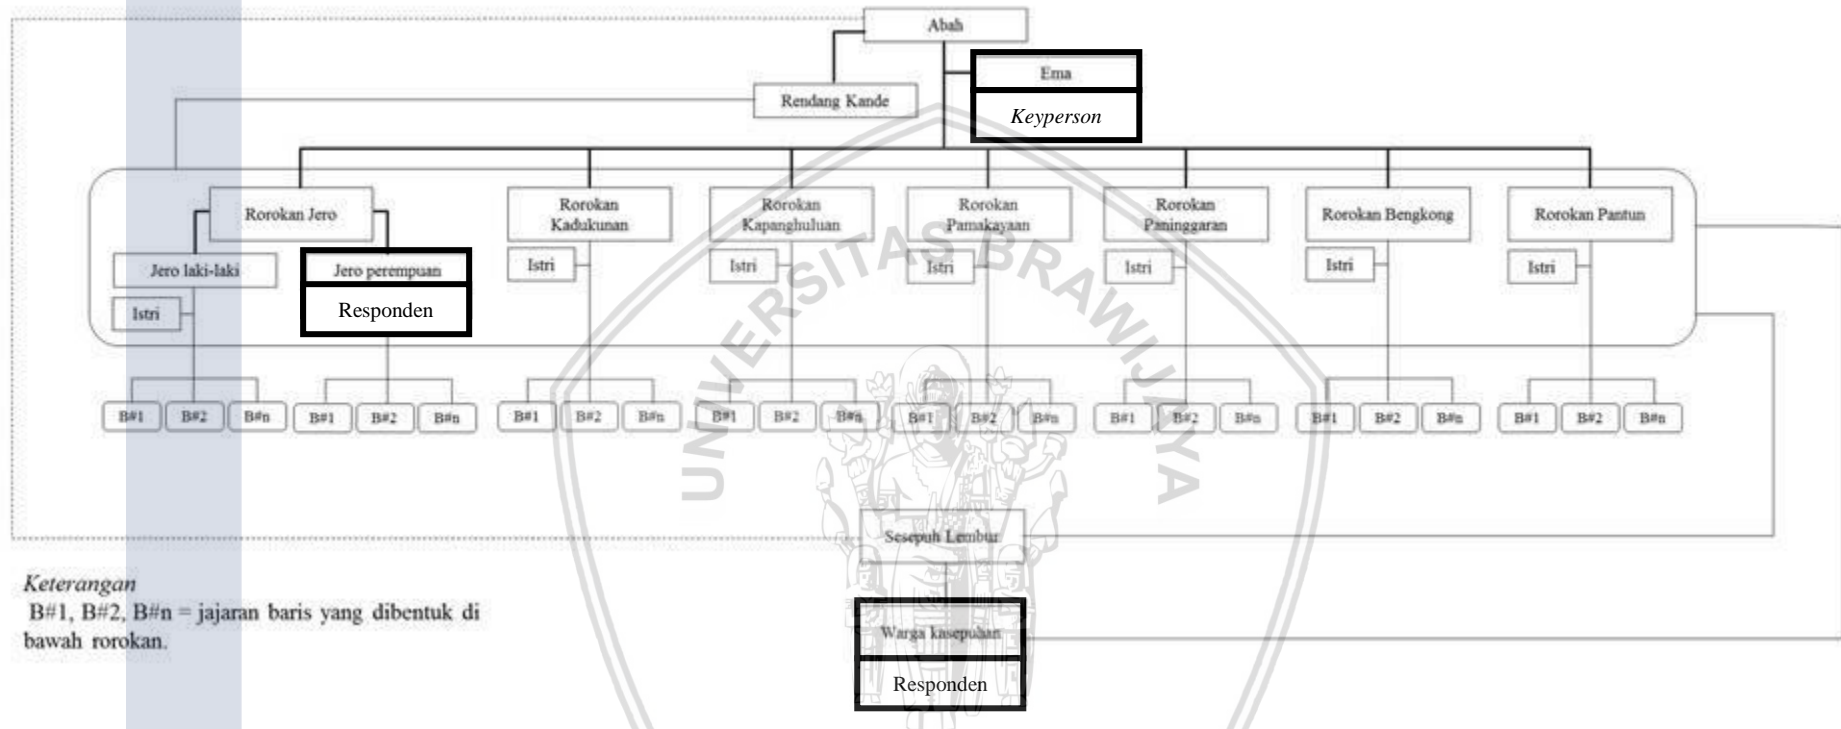 Abah
Ema
Rendang Kande
Keyperson
Rorokan Jero
Rorokan
Kadukunan
Rorokan
Kapanghuluan
Rorokan
Pamakayaan
Rorokan
Paninggaran
Rorokan Bengkong
Rorokan Pantun
Jero laki-laki
Jero perempuan
Istri
Istri
Istri
Istri
Istri
Istri
Istri
Responden
B#1 B#2 B#n B#1 B#2 B#n B#1 B#2 B#n B#1 B#2 B#n B#1 B#2 B#n B#1 B#2 B#n B#1 B#2 B#n B#1 B#2 B#n
UNIVERSITAS BRAWIJAYA
Sesepuh Lembur
Keterangan
B#1, B#2, B#n = jajaran baris yang dibentuk di
bawah rorokan.
Warga kasepuhan
Responden